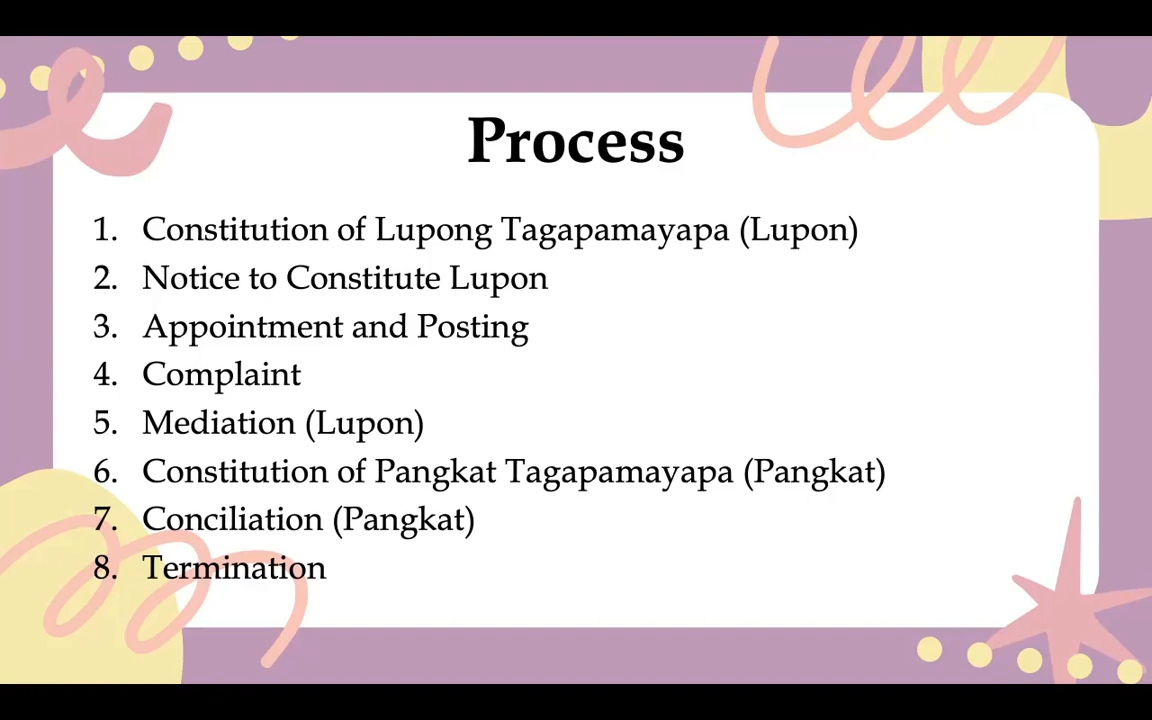 Process
1. Constitution of Lupong Tagapamayapa (Lupon)
2. Notice to Constitute Lupon
3. Appointment and Posting
4. Complaint
5. Mediation (Lupon)
6. Constitution of Pangkat Tagapamayapa (Pangkat)
7. Conciliation (Pangkat)
8. Termination